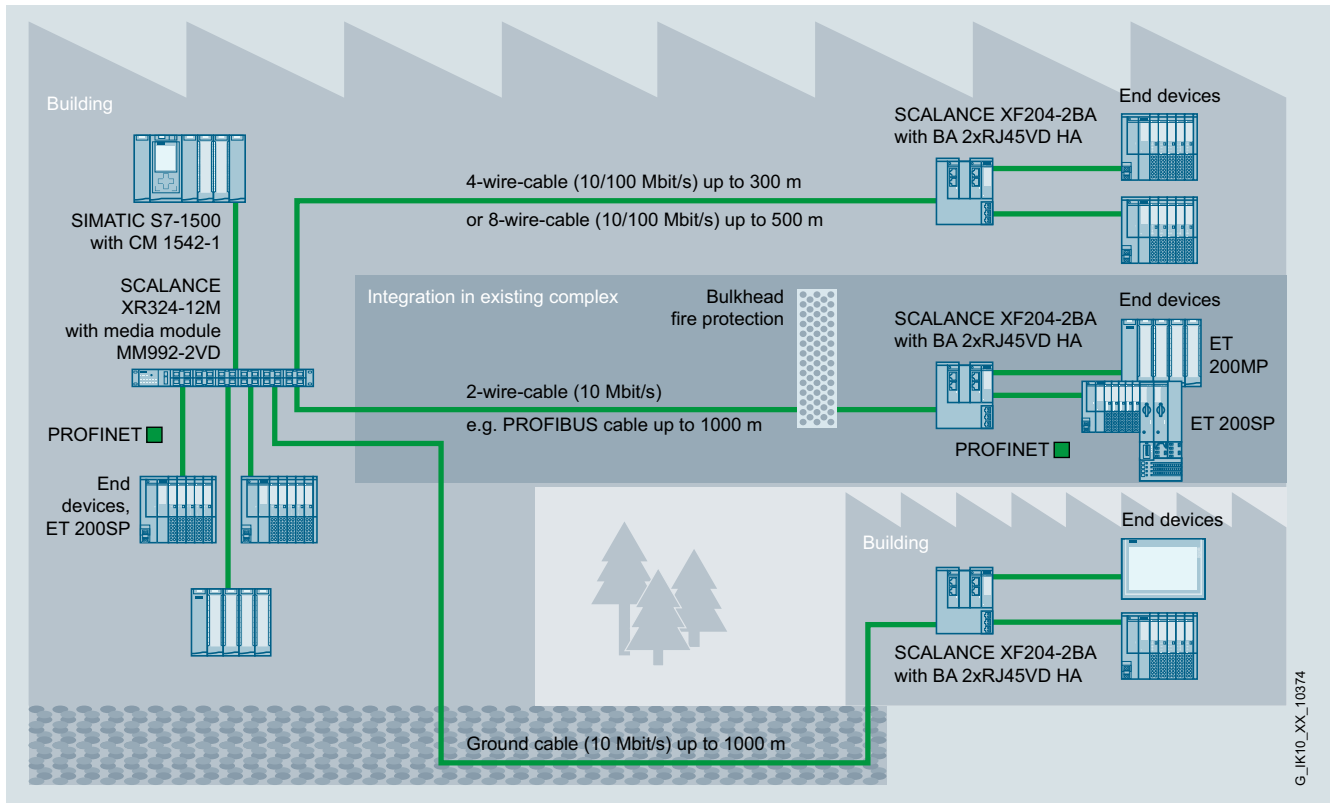 Building
SIMATIC S7-1500
with CM 1542-1
SCALANCE
XR324-12M
with media module
MM992-2VD
PROFINET
End
devices,
ET 200SP
4-wire-cable (10/100 Mbit/s) up to 300 m
or 8-wire-cable (10/100 Mbit/s) up to 500 m
SCALANCE XF204-2BA
with BA 2xRJ45VD HA
End devices
Integration in existing complex
Bulkhead
fire protection
2-wire-cable (10 Mbit/s)
e.g. PROFIBUS cable up to 1000 m
SCALANCE XF204-2BA
with BA 2xRJ45VD HA
End devices
ET
200MP
ET 200SP
PROFINET
Building
End devices
SCALANCE XF204-2BA
with BA 2xRJ45VD HA
Ground cable (10 Mbit/s) up to 1000 m
G_IK10_XX_10374